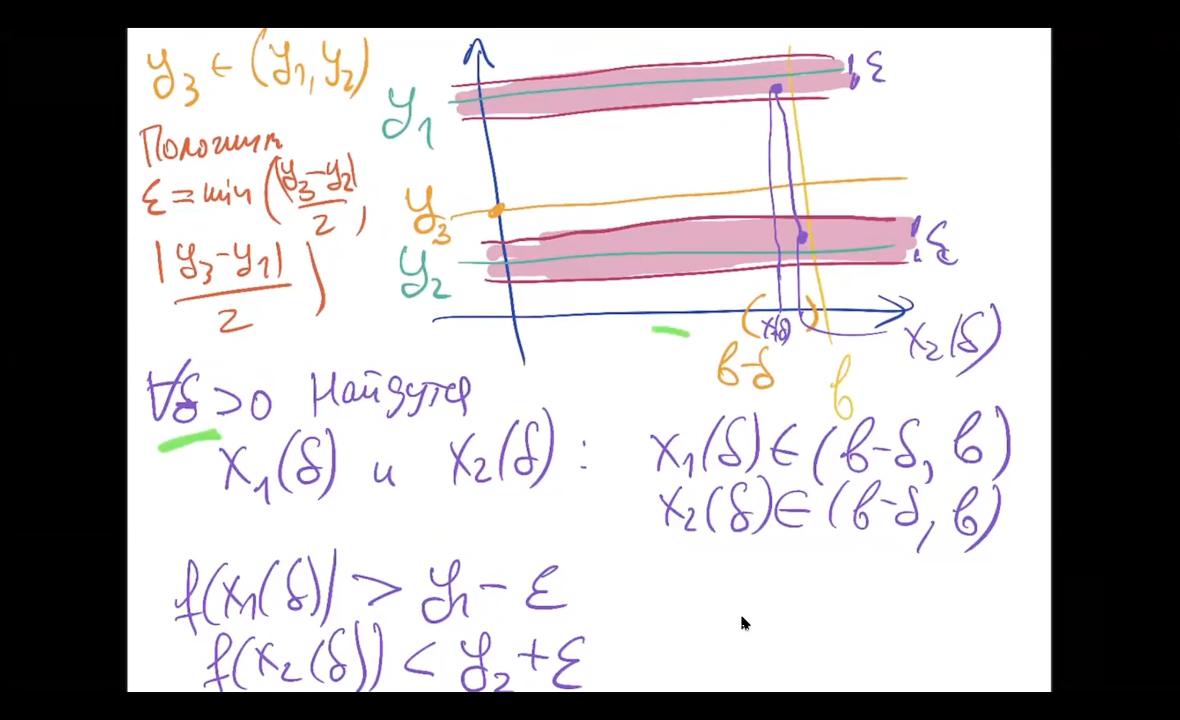 y₃ ∈ (y₁, y₂)
Положим
ε = min (|y₃-y₂|/2,
|y₃-y₁|/2)
y₁
ε
y₃
y₂
ε
( )
x₂(δ)
b-δ
b
∀δ>0 Найдутся
x₁(δ) и x₂(δ): x₁(δ)∈(b-δ, b)
x₂(δ)∈(b-δ, b)
f(x₁(δ)) > y₁ - ε
f(x₂(δ)) < y₂ + ε